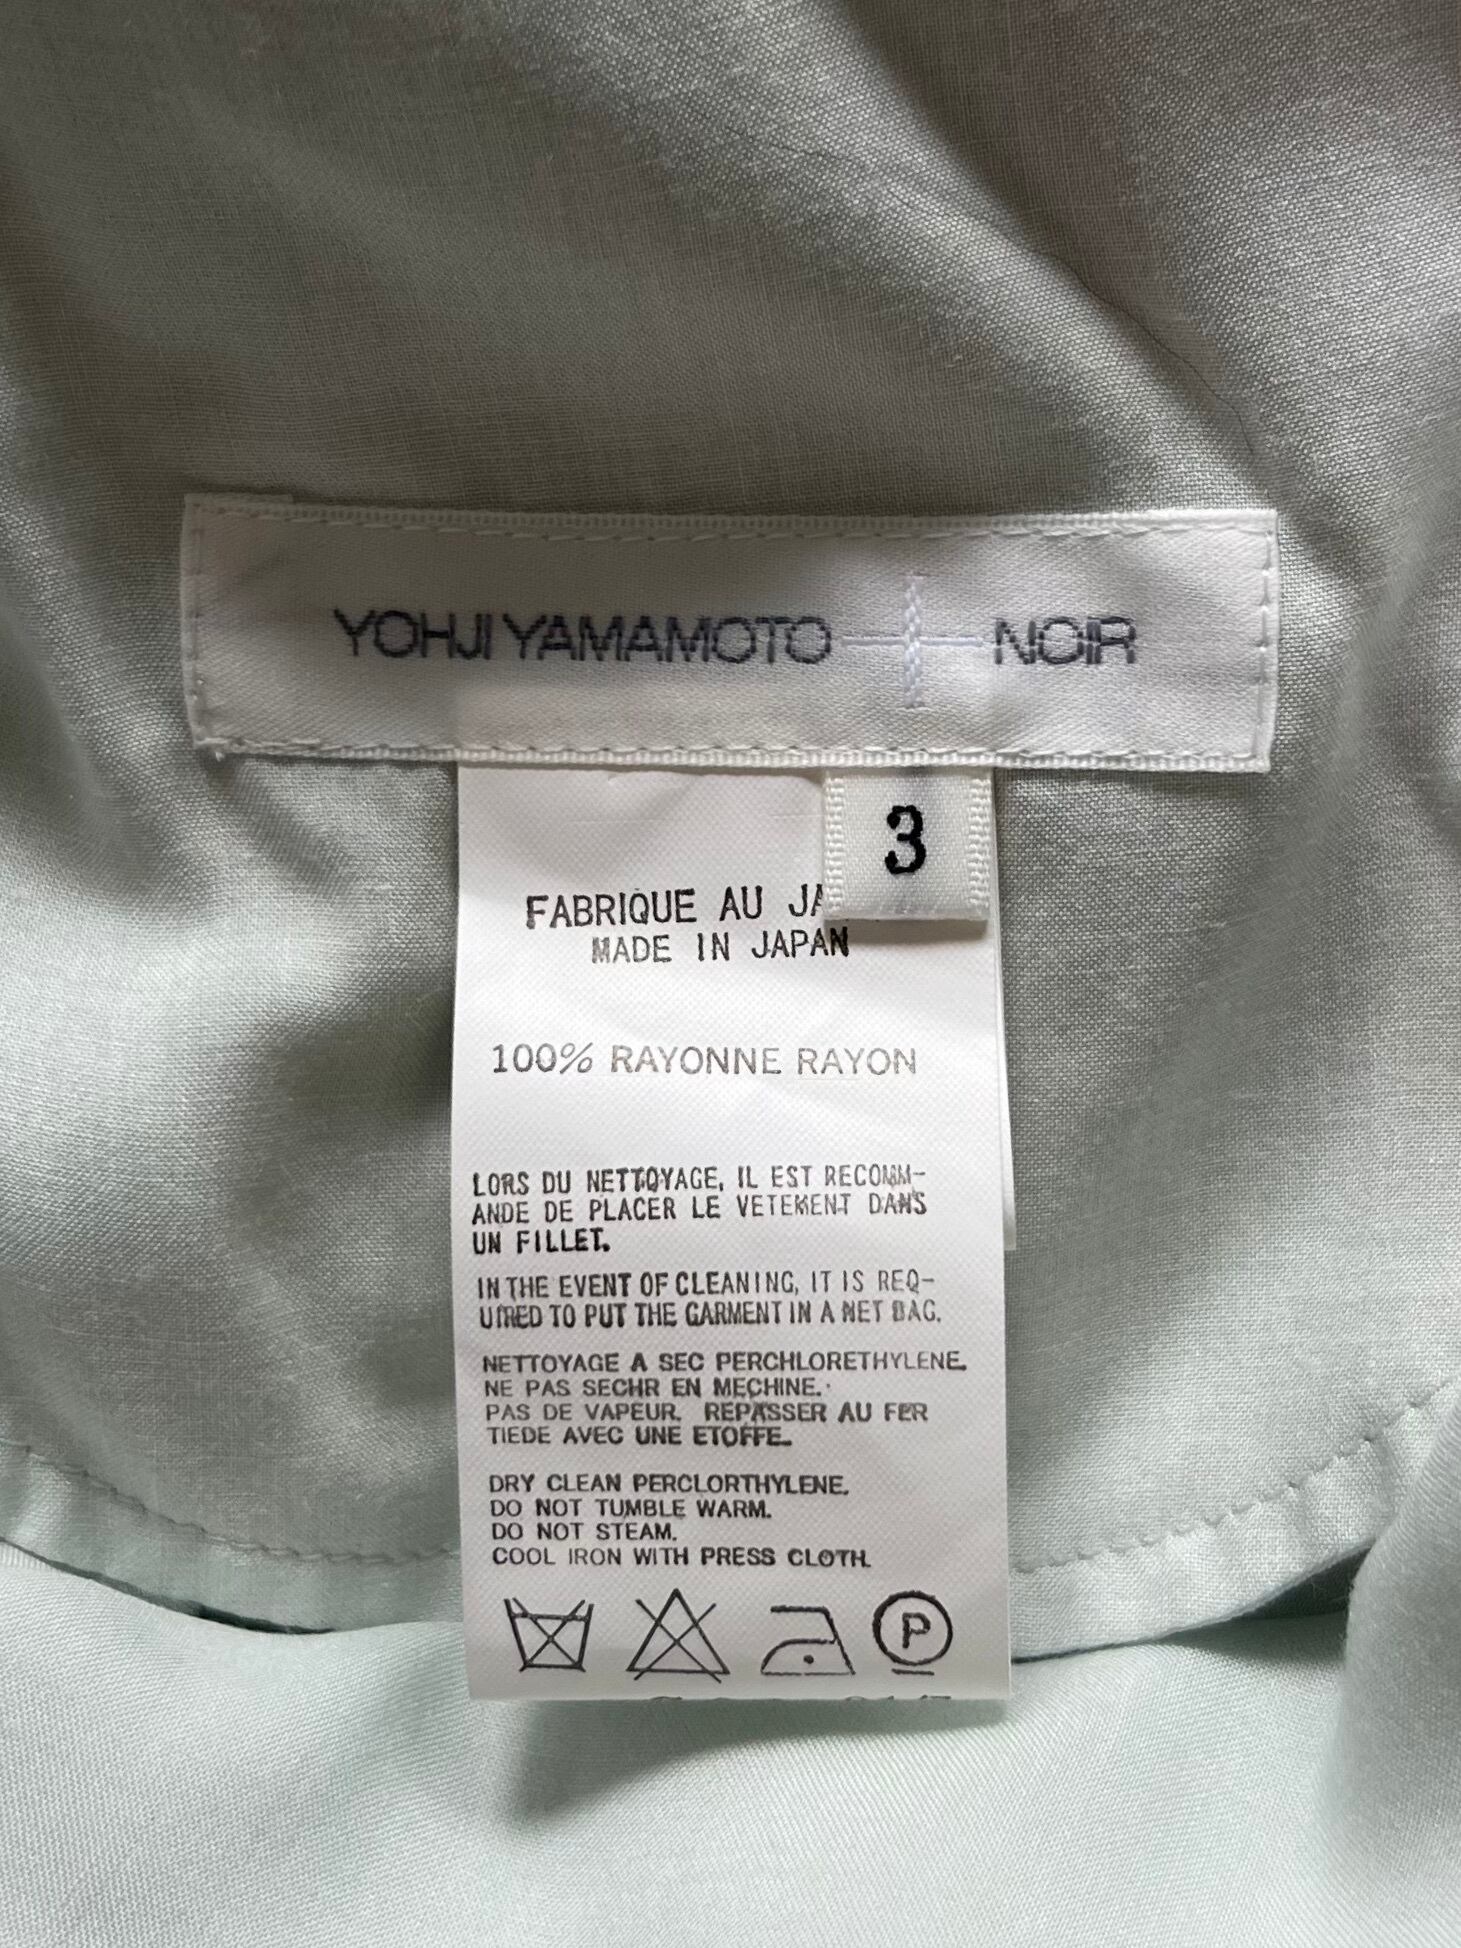 YOHJI YAMAMOTO + NOIR
3
FABRIQUE AU
MADE IN JAPAN
100% RAYONNE RAYON
LORS DU NETTOYAGE, IL EST RECOMM-
ANDE DE PLACER LE VETEMENT DANS
UN FILLET.
IN THE EVENT OF CLEANING, IT IS REQ-
UIRED TO PUT THE GARMENT IN A NET BAG.
NETTOYAGE A SEC PERCHLORETHYLENE.
NE PAS SECHR EN MECHINE.
PAS DE VAPEUR. REPASSER AU FER
TIEDE AVEC UNE ETOFFE.
DRY CLEAN PERCLORTHYLENE.
DO NOT TUMBLE WARM.
DO NOT STEAM.
COOL IRON WITH PRESS CLOTH.
P